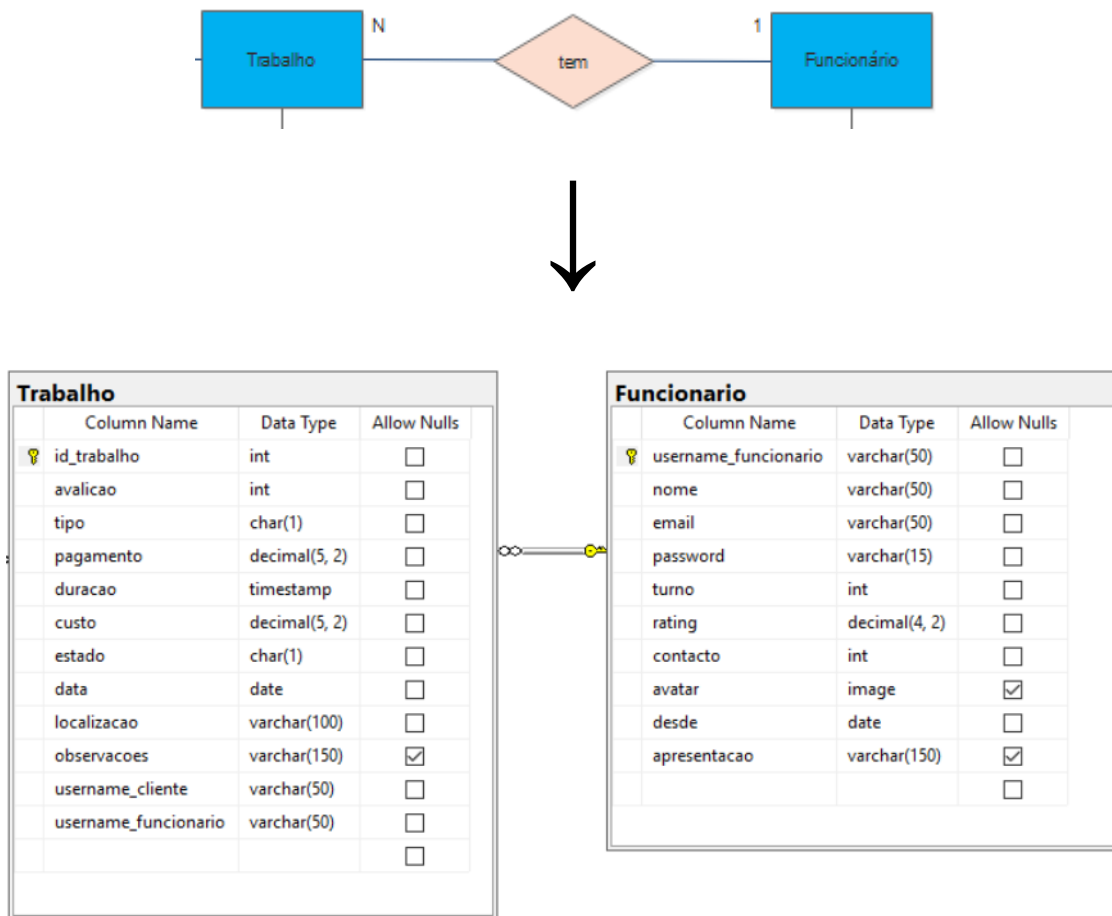 N
1
Trabalho
tem
Funcionário
Trabalho
Column Name Data Type Allow Nulls
id_trabalho int
avalicao int
tipo char(1)
pagamento decimal(5, 2)
duracao timestamp
custo decimal(5, 2)
estado char(1)
data date
localizacao varchar(100)
observacoes varchar(150)
username_cliente varchar(50)
username_funcionario varchar(50)
Funcionario
Column Name Data Type Allow Nulls
username_funcionario varchar(50)
nome varchar(50)
email varchar(50)
password varchar(15)
turno int
rating decimal(4, 2)
contacto int
avatar image
desde date
apresentacao varchar(150)